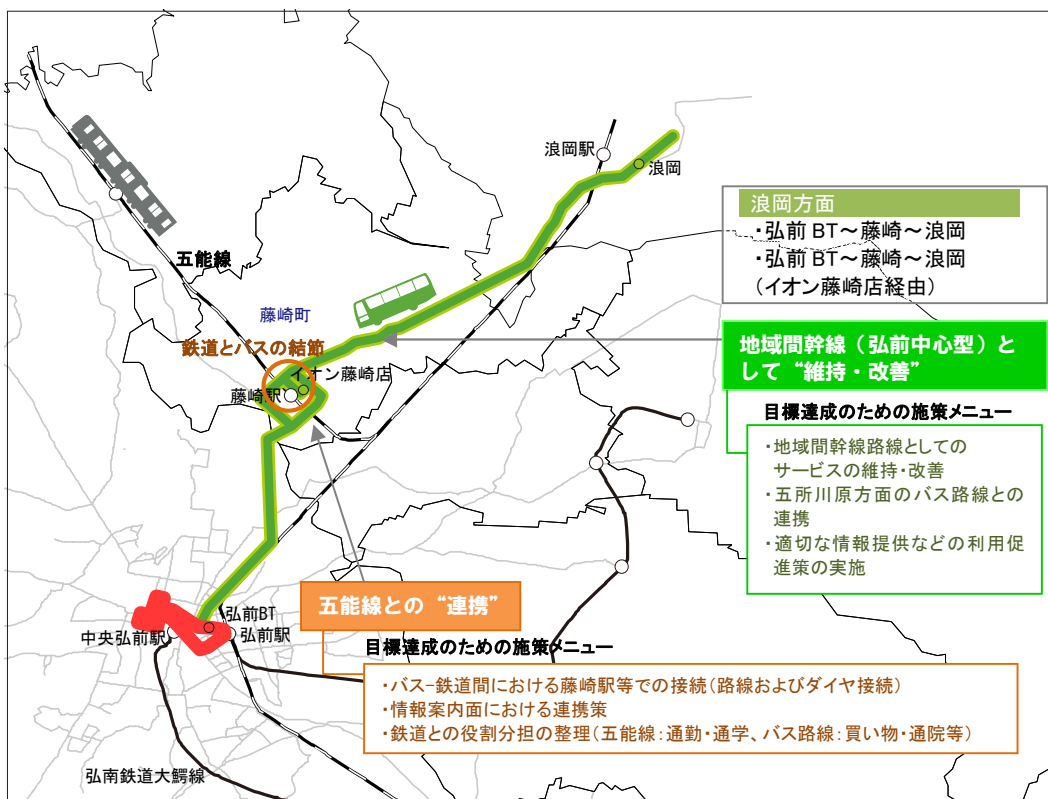 浪岡駅
浪岡
浪岡方面
・弘前 BT～藤崎～浪岡
・弘前 BT～藤崎～浪岡
（イオン藤崎店経由）
五能線
藤崎町
鉄道とバスの結節
イオン藤崎店
藤崎駅
地域間幹線（弘前中心型）と
して“維持・改善”
目標達成のための施策メニュー
・地域間幹線路線としての
サービスの維持・改善
・五所川原方面のバス路線との
連携
・適切な情報提供などの利用促
進策の実施
五能線との“連携”
弘前BT
中央弘前駅
弘前駅
目標達成のための施策メニュー
・バス-鉄道間における藤崎駅等での接続（路線およびダイヤ接続）
・情報案内面における連携策
・鉄道との役割分担の整理（五能線：通勤・通学、バス路線：買い物・通院等）
弘南鉄道大鰐線